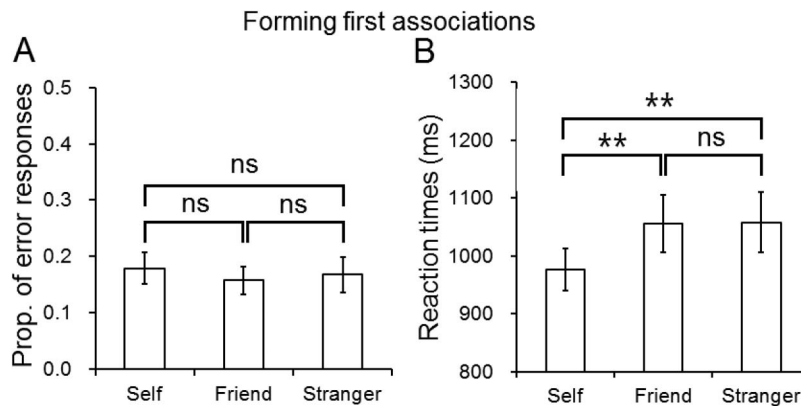 Forming first associations
A
Prop. of error responses
0.5
0.4
0.3
0.2
0.1
0.0
ns
ns
ns
Self Friend Stranger
B
Reaction times (ms)
1300
1200
1100
1000
900
800
**
**
ns
Self Friend Stranger